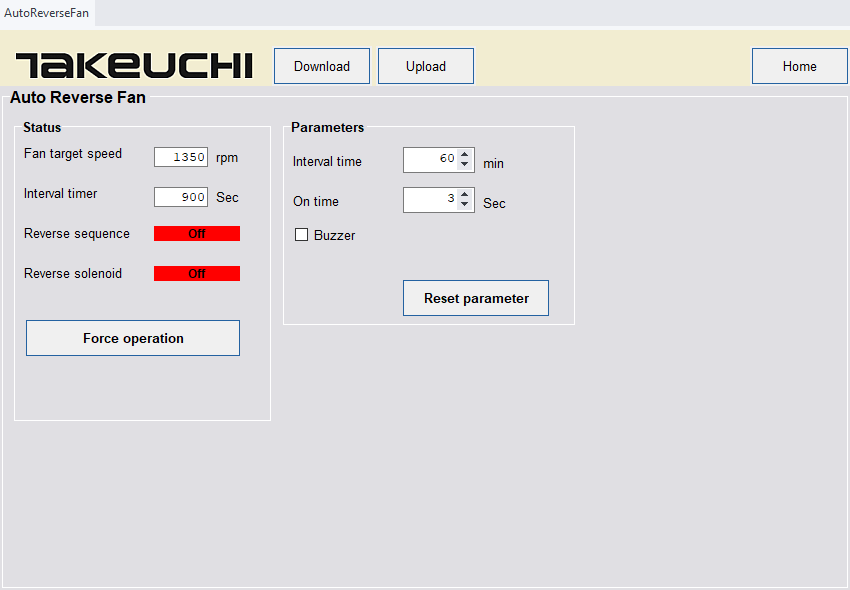 AutoReverseFan
TAKEUCHI
Download
Upload
Home
Auto Reverse Fan
Status
Fan target speed 1350 rpm
Interval timer 900 Sec
Reverse sequence Off
Reverse solenoid Off
Force operation
Parameters
Interval time 60 min
On time 3 Sec
Buzzer
Reset parameter